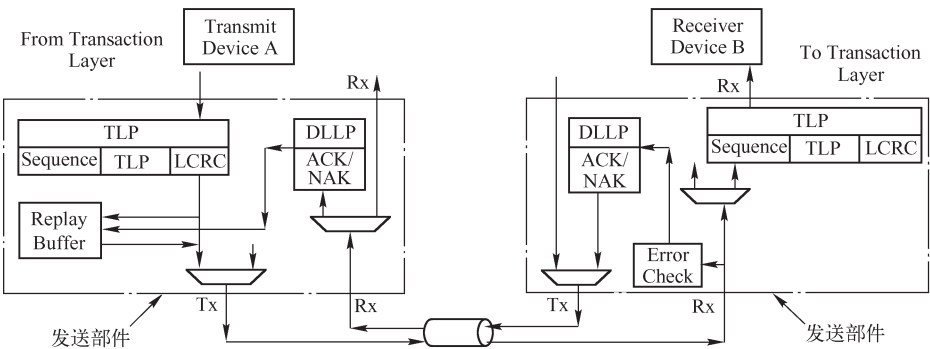 From Transaction
Layer
Transmit
Device A
Rx
TLP
Sequence TLP LCRC
DLLP
ACK/
NAK
Replay
Buffer
Tx
Rx
发送部件
Receiver
Device B
To Transaction
Layer
Rx
DLLP
ACK/
NAK
TLP
Sequence TLP LCRC
Error
Check
Tx
Rx
发送部件